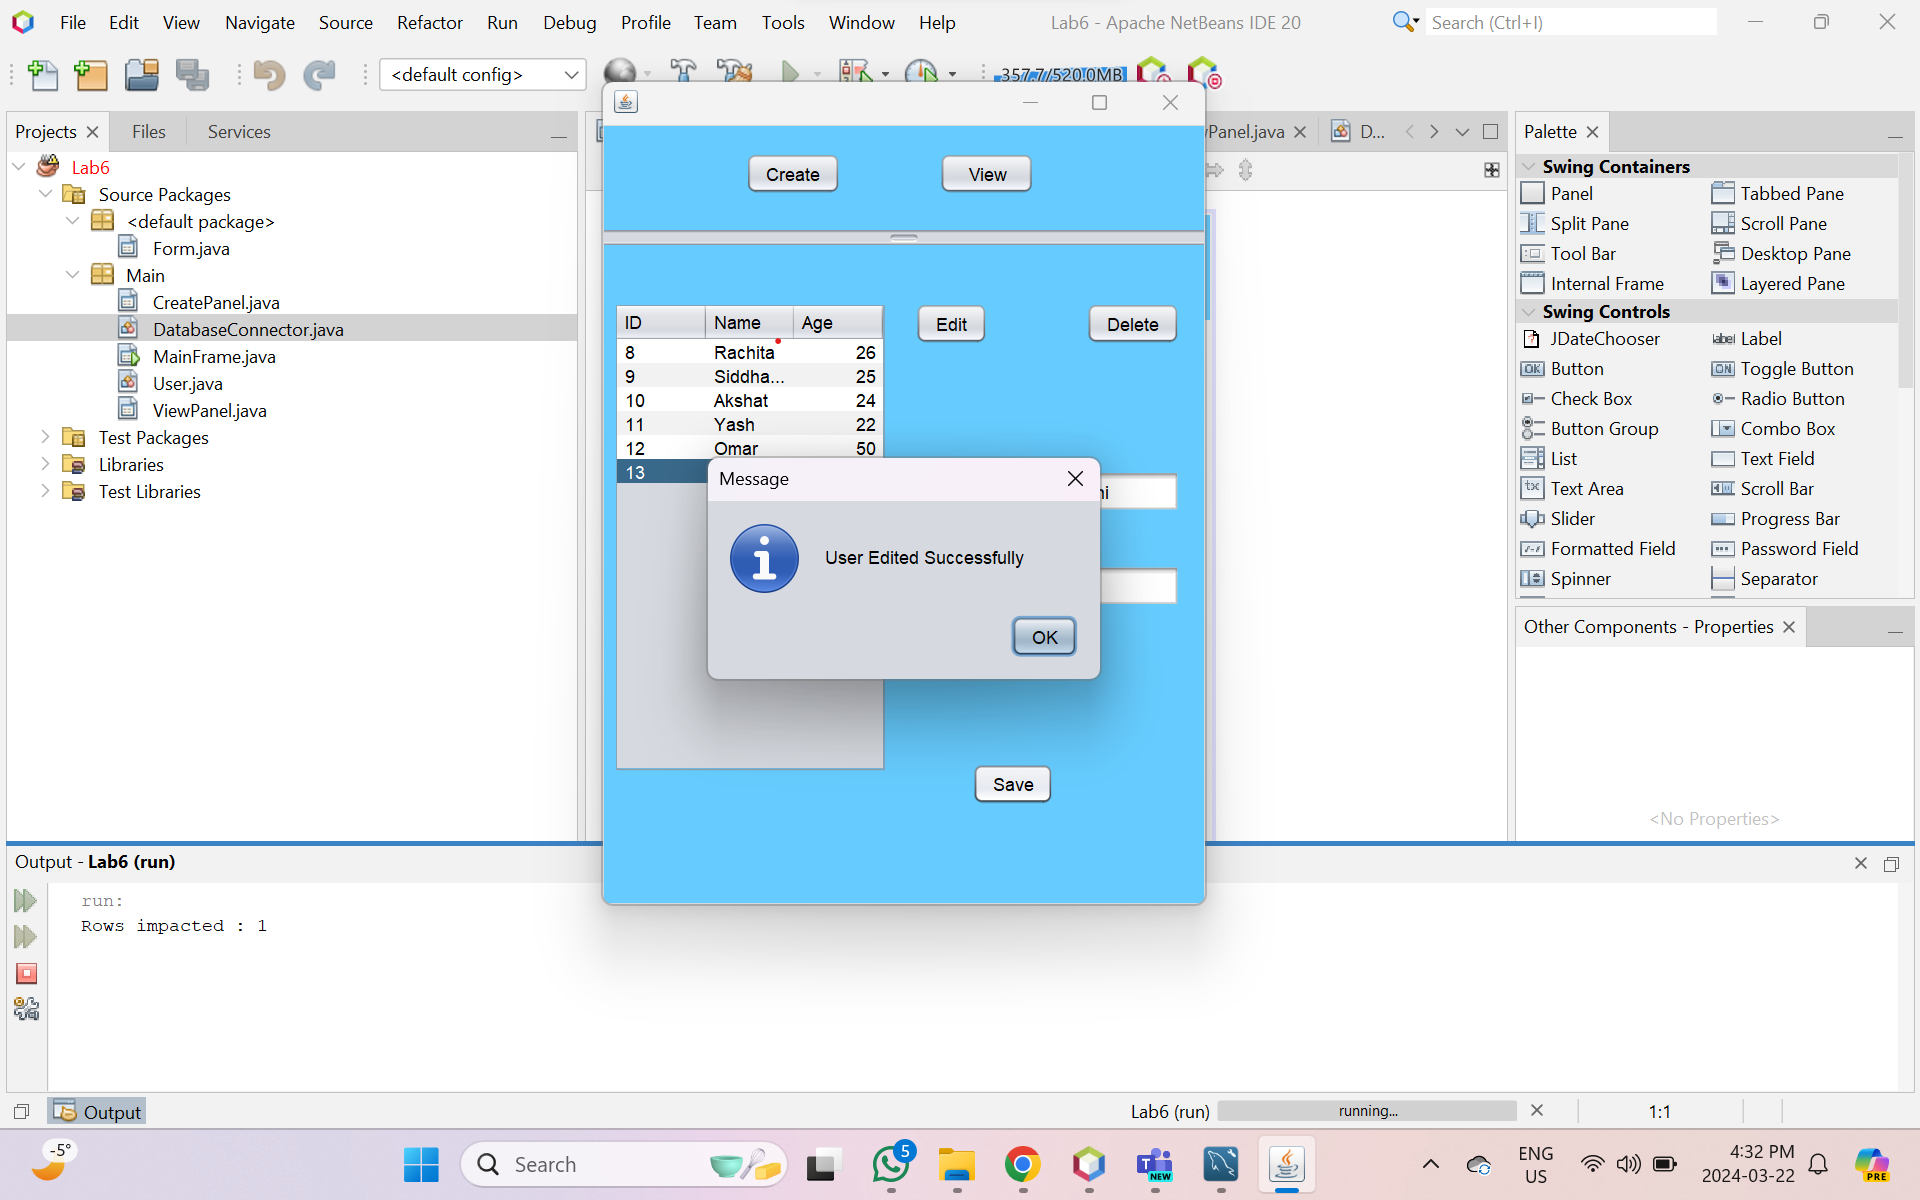 File Edit View Navigate Source Refactor Run Debug Profile Team Tools Window Help
Lab6 - Apache NetBeans IDE 20
Search (Ctrl+I)
<default config>
357.7/520.0MB
Projects
Files
Services
Lab6
Source Packages
<default package>
Form.java
Main
CreatePanel.java
DatabaseConnector.java
MainFrame.java
User.java
ViewPanel.java
Test Packages
Libraries
Test Libraries
Create
View
ID Name Age
8 Rachita 26
9 Siddha... 25
10 Akshat 24
11 Yash 22
12 Omar 50
13
Edit
Delete
Message
User Edited Successfully
OK
Save
Panel.java
D...
Palette
Swing Containers
Panel Tabbed Pane
Split Pane Scroll Pane
Tool Bar Desktop Pane
Internal Frame Layered Pane
Swing Controls
JDateChooser label Label
OK Button ON Toggle Button
Check Box Radio Button
Button Group Combo Box
List Text Field
Text Area Scroll Bar
Slider Progress Bar
Formatted Field Password Field
Spinner Separator
Other Components - Properties
<No Properties>
Output - Lab6 (run)
run:
Rows impacted : 1
Output
Lab6 (run) running... 1:1
-5°
Search
5
NEW
ENG
US
4:32 PM
2024-03-22
PRE